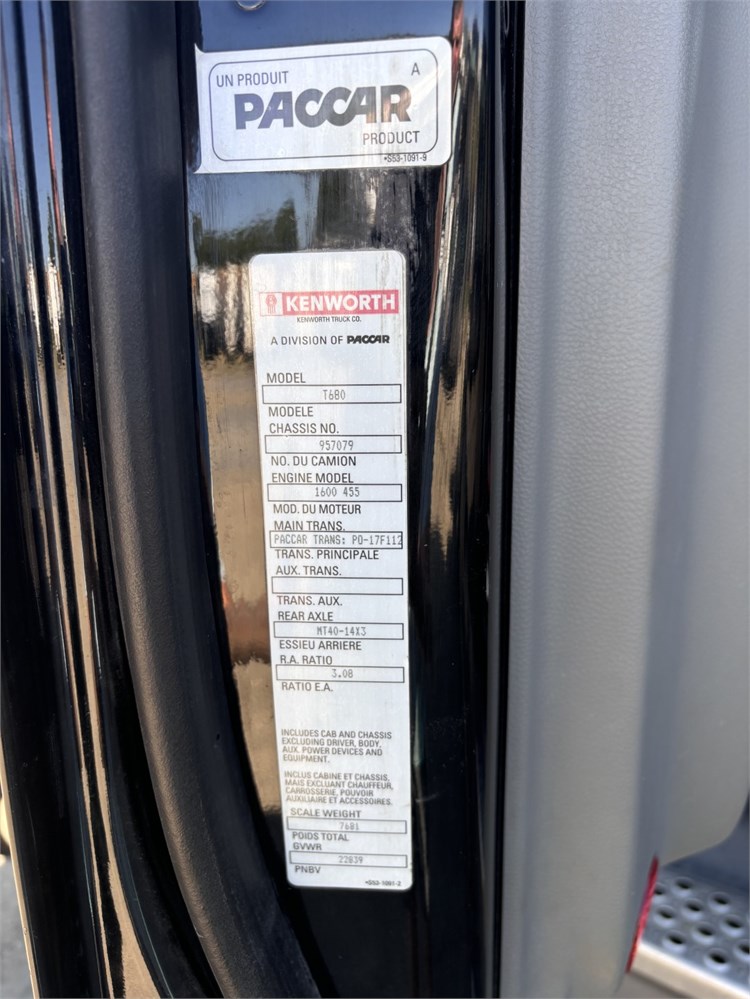 UN PRODUIT A
PACCAR
PRODUCT
•S53-1091-9
KENWORTH
KENWORTH TRUCK CO.
A DIVISION OF PACCAR
MODEL
T680
MODELE
CHASSIS NO.
957079
NO. DU CAMION
ENGINE MODEL
1600 455
MOD. DU MOTEUR
MAIN TRANS.
PACCAR TRANS: PO-17F112
TRANS. PRINCIPALE
AUX. TRANS.
TRANS. AUX.
REAR AXLE
MT40-14X3
ESSIEU ARRIERE
R.A. RATIO
3.08
RATIO E.A.
INCLUDES CAB AND CHASSIS
EXCLUDING DRIVER, BODY,
AUX. POWER DEVICES AND
EQUIPMENT.
INCLUS CABINE ET CHASSIS,
MAIS EXCLUANT CHAUFFEUR,
CARROSSERIE, POUVOIR
AUXILIAIRE ET ACCESSOIRES.
SCALE WEIGHT
7681
POIDS TOTAL
GVWR
22839
PNBV
•S53-1091-2